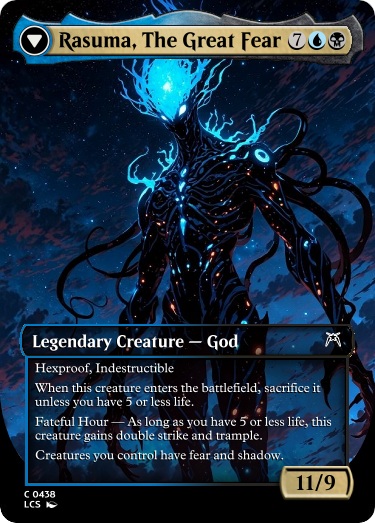 Rasuma, The Great Fear 7
Legendary Creature — God
Hexproof, Indestructible
When this creature enters the battlefield, sacrifice it
unless you have 5 or less life.
Fateful Hour — As long as you have 5 or less life, this
creature gains double strike and trample.
Creatures you control have fear and shadow.
11/9
C 0438
LCS